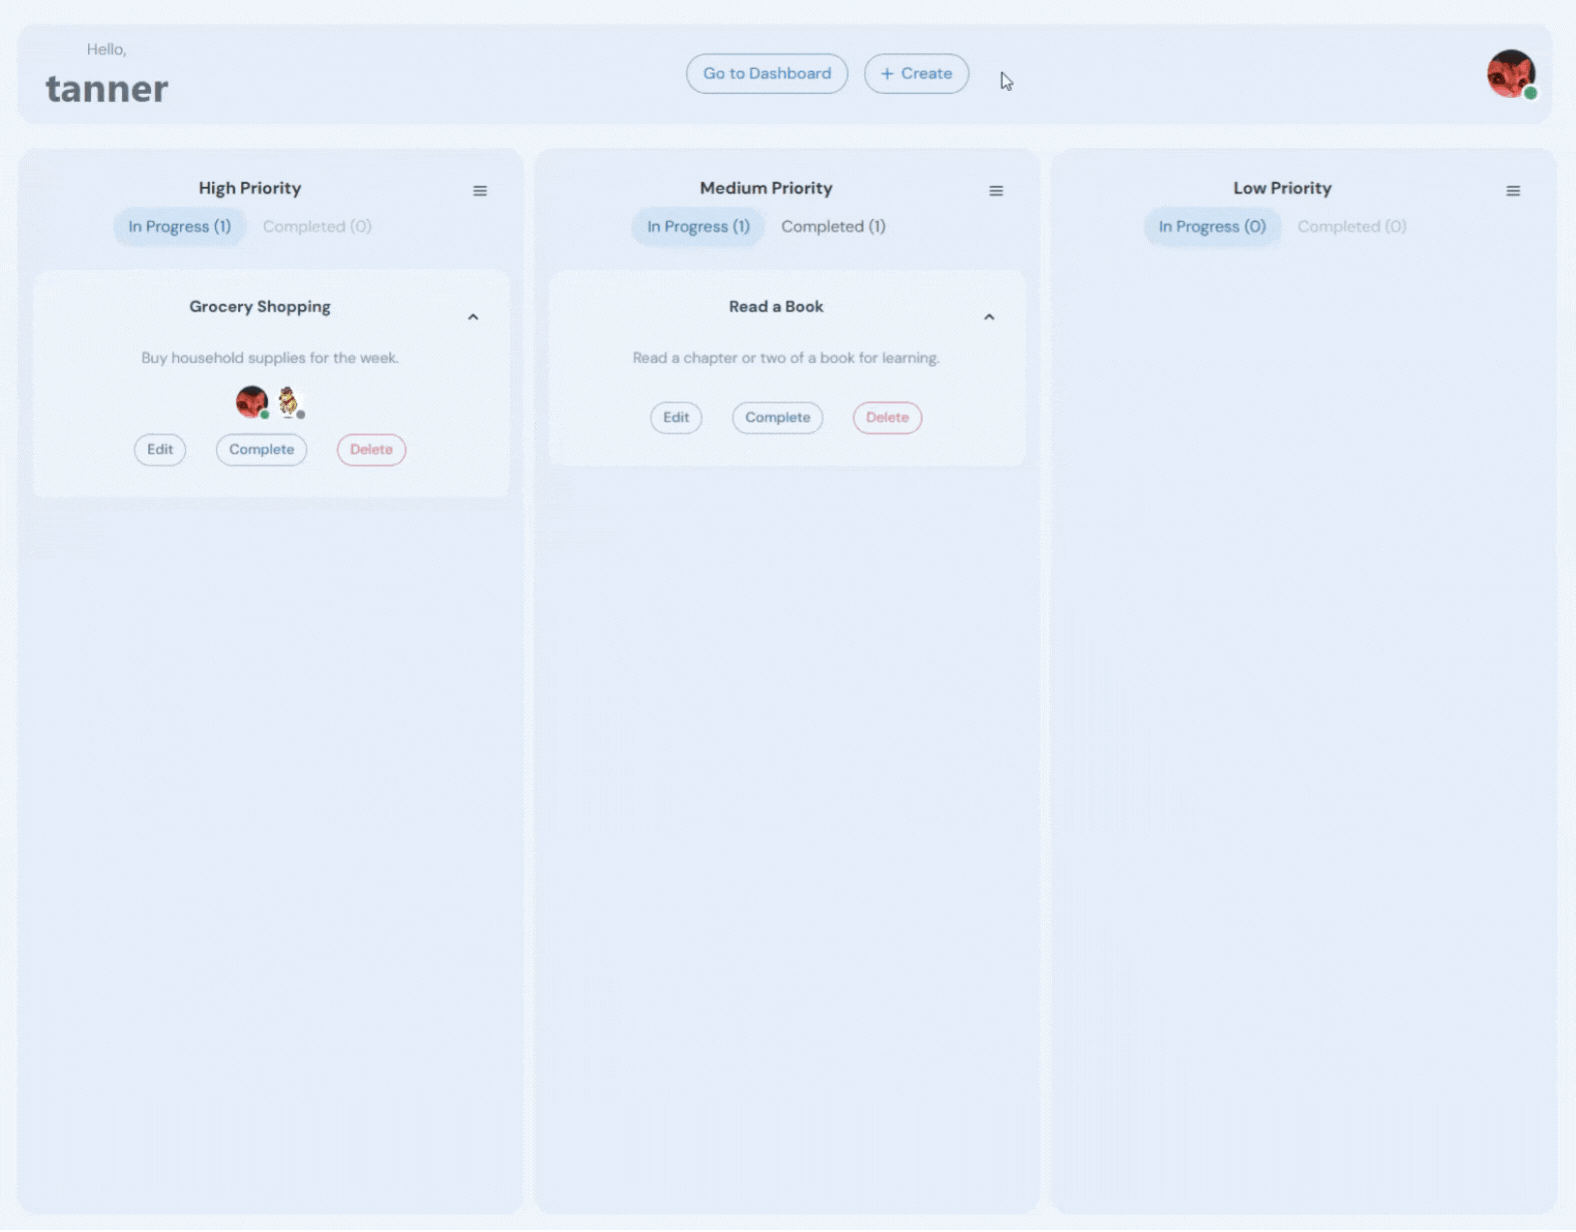 Hello,
tanner
Go to Dashboard
+ Create
High Priority
In Progress (1) Completed (0)
Grocery Shopping
Buy household supplies for the week.
Edit Complete Delete
Medium Priority
In Progress (1) Completed (1)
Read a Book
Read a chapter or two of a book for learning.
Edit Complete Delete
Low Priority
In Progress (0) Completed (0)